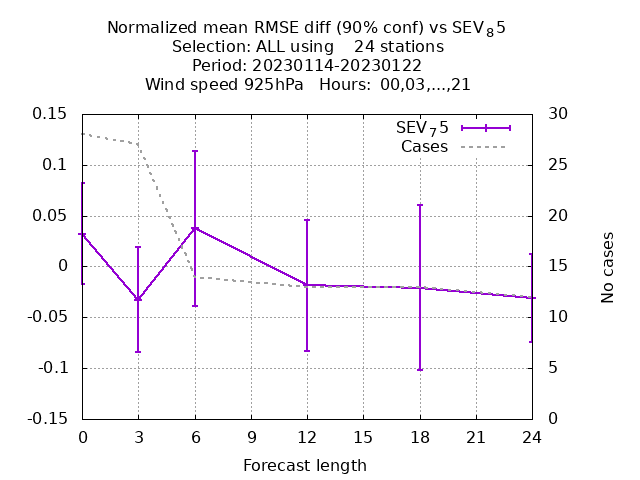 Normalized mean RMSE diff (90% conf) vs SEV₈5
Selection: ALL using    24 stations
Period: 20230114-20230122
Wind speed 925hPa   Hours:  00,03,...,21
SEV₇5
Cases
0.15
0.1
0.05
0
-0.05
-0.1
-0.15
30
25
20
15
10
5
0
No cases
0 3 6 9 12 15 18 21 24
Forecast length